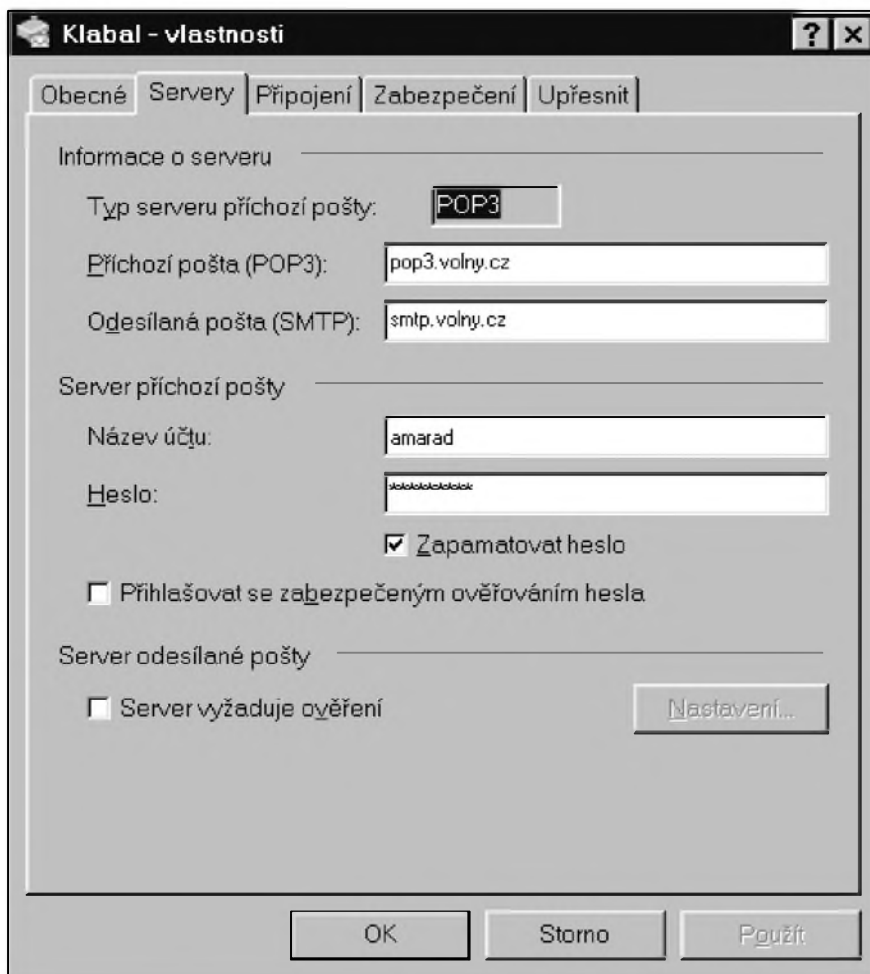 Klabal - vlastnosti
Obecné Servery Připojení Zabezpečení Upřesnit
Informace o serveru
Typ serveru příchozí pošty: POP3
Příchozí pošta (POP3): pop3.volny.cz
Odesílaná pošta (SMTP): smtp.volny.cz
Server příchozí pošty
Název účtu: amarad
Heslo: ***********
Zapamatovat heslo
Přihlašovat se zabezpečeným ověřováním hesla
Server odesílané pošty
Server vyžaduje ověření Nastavení...
OK Storno Použít